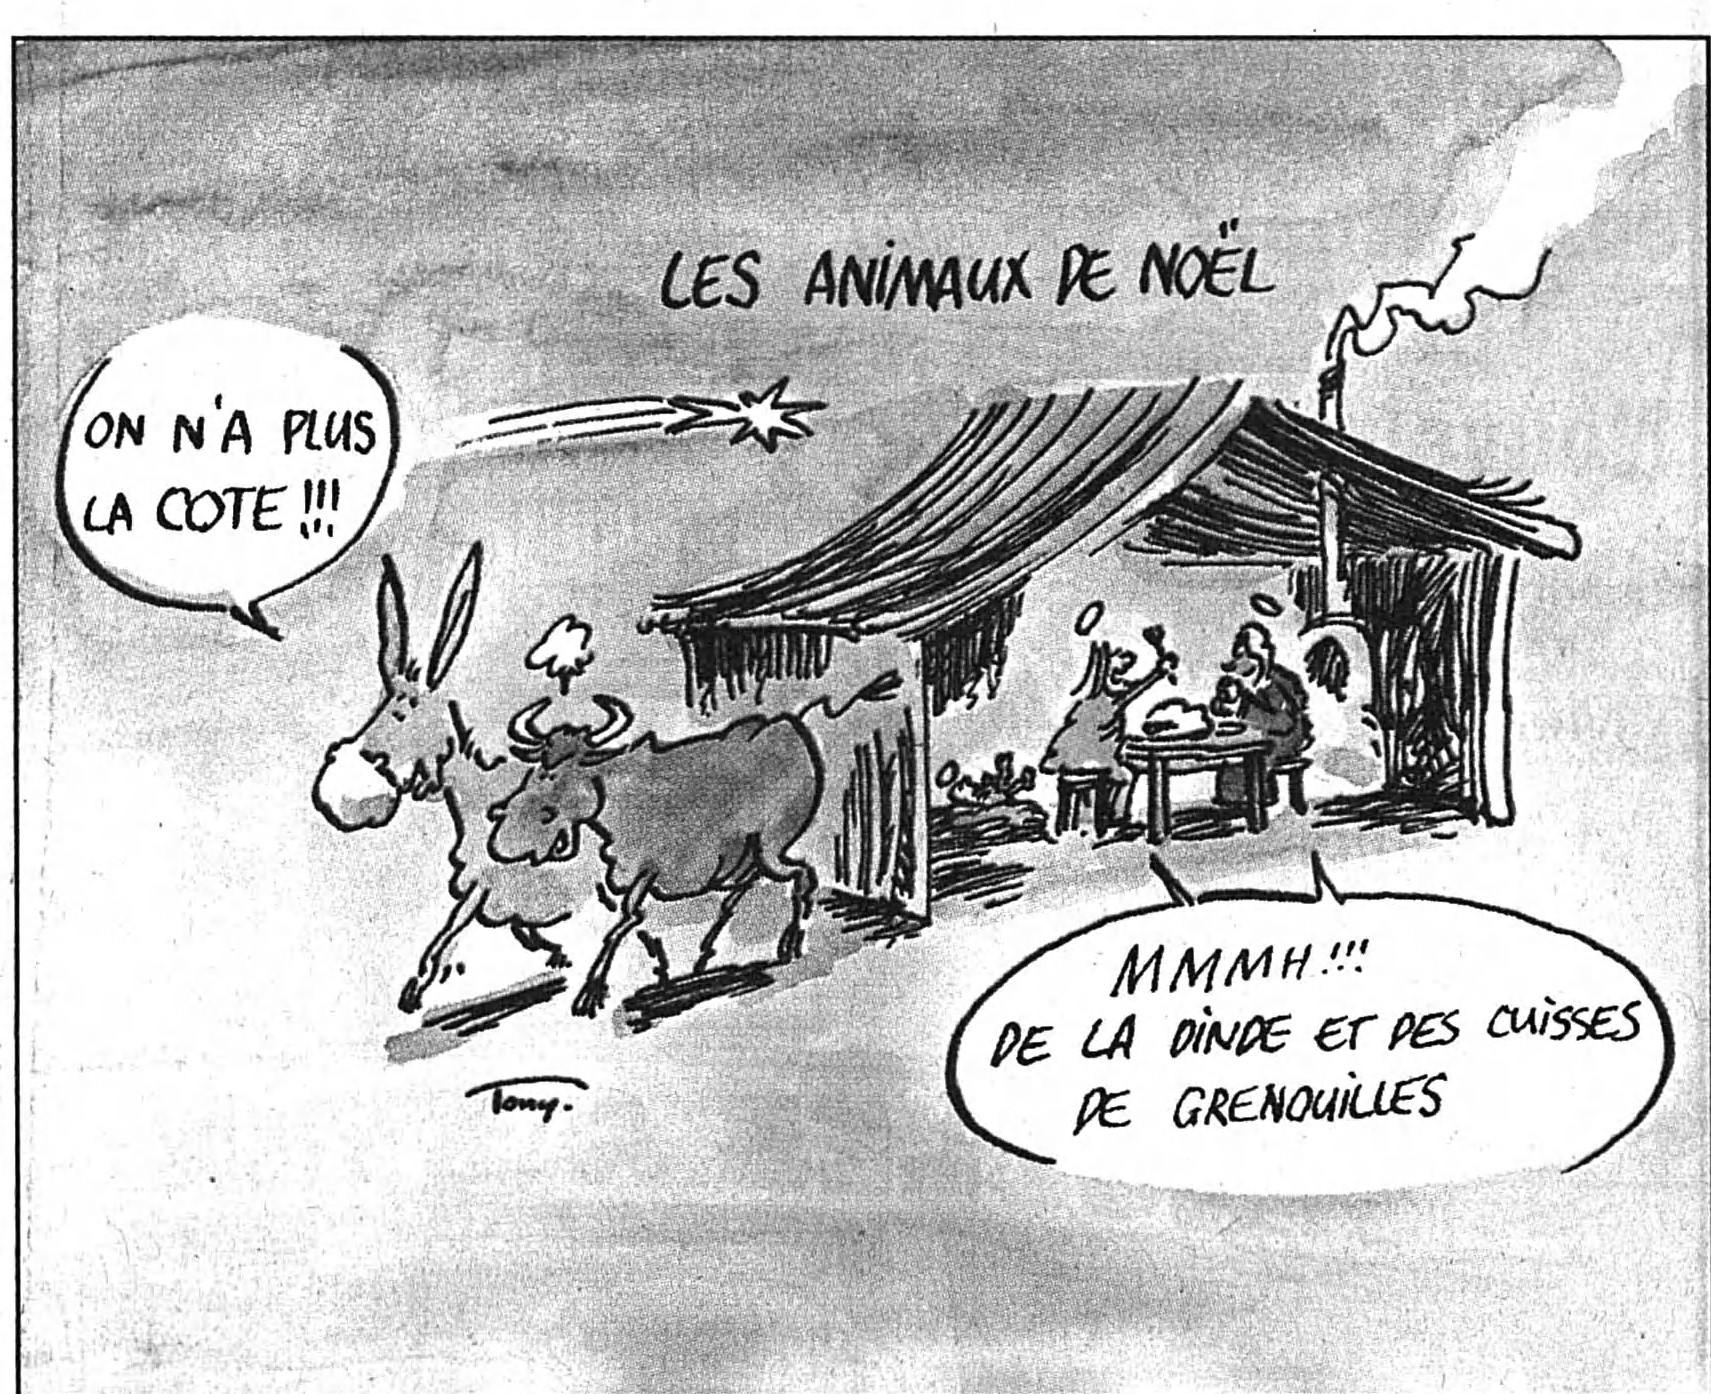 LES ANIMAUX DE NOËL
ON N'A PLUS
LA COTE !!!
MMMH !!!
DE LA DINDE ET DES CUISSES
DE GRENOUILLES
Tony.